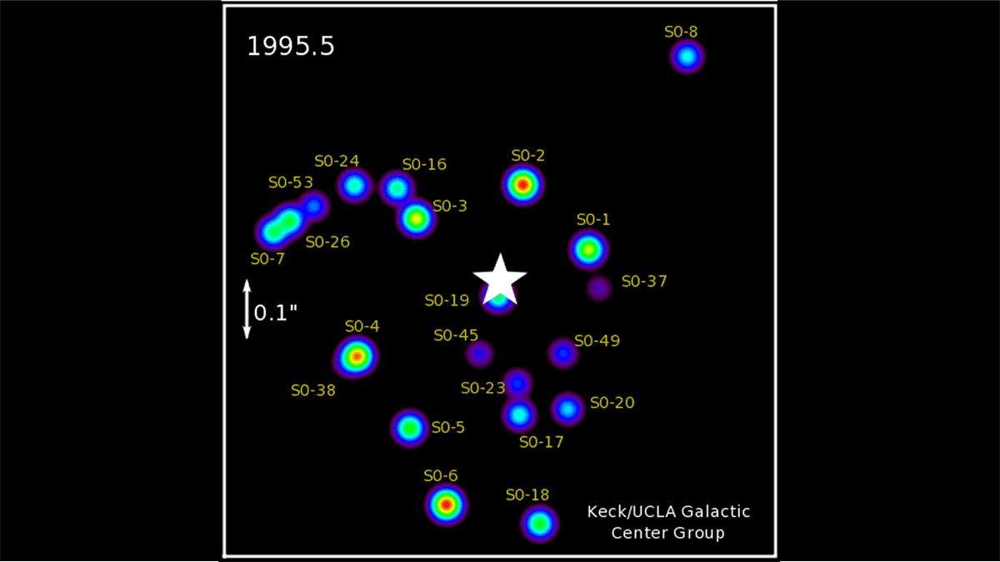 1995.5
S0-8
S0-2
S0-24
S0-16
S0-53
S0-3
S0-1
S0-26
S0-7
S0-37
S0-19
0.1"
S0-4
S0-45
S0-49
S0-38
S0-23
S0-20
S0-5
S0-17
S0-6
S0-18
Keck/UCLA Galactic
Center Group